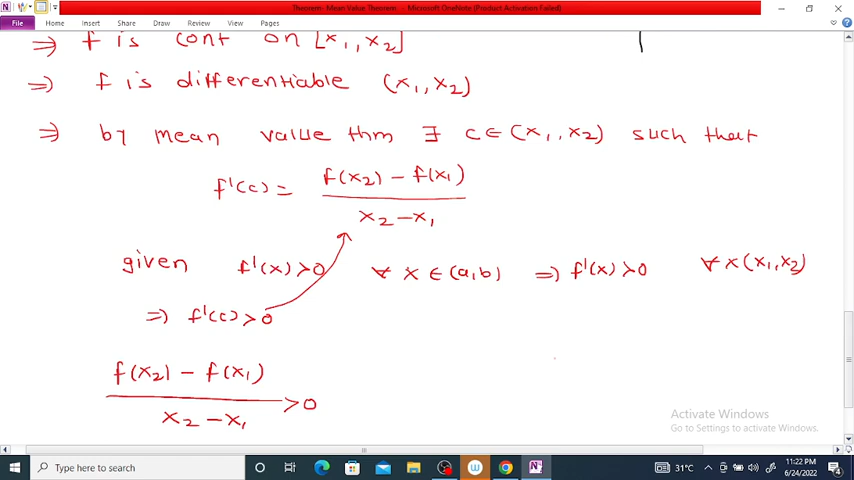 Theorem- Mean Value Theorem - Microsoft OneNote (Product Activation Failed)
File Home Insert Draw Share Review View Pages
⇒ f is cont on [x₁, x₂]
⇒ f is differentiable (x₁, x₂)
⇒ by mean value thm ∃ c ∈ (x₁, x₂) such that
f'(c) = f(x₂) - f(x₁) / x₂ - x₁
given f'(x) > 0 ∀ x ∈ (a,b) ⇒ f'(x) > 0 ∀ x (x₁, x₂)
⇒ f'(c) > 0
f(x₂) - f(x₁) / x₂ - x₁ > 0
Activate Windows
Go to Settings to activate Windows.
Type here to search
31°C
11:22 PM
6/24/2022
4